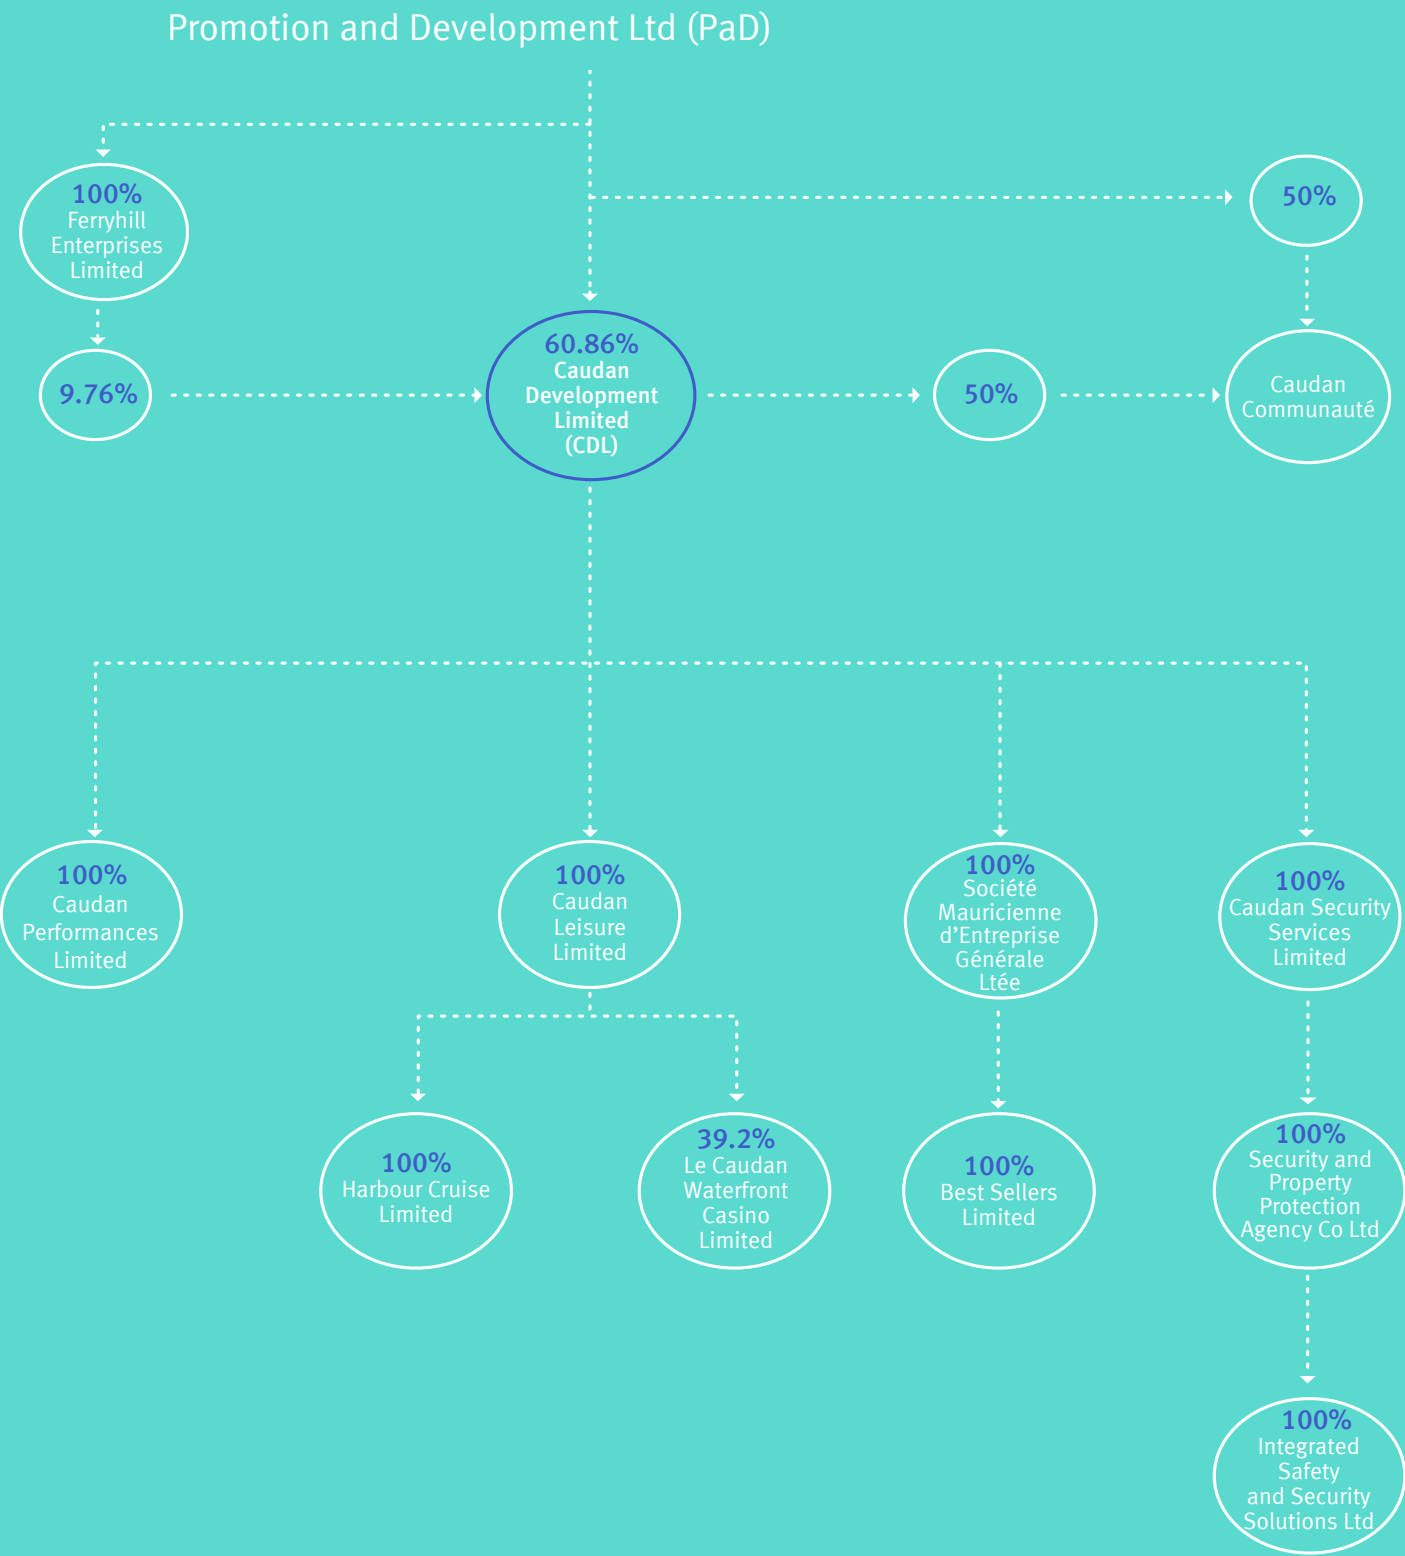 Promotion and Development Ltd (PaD)
100%
Ferryhill
Enterprises
Limited
50%
9.76%
60.86%
Caudan
Development
Limited
(CDL)
50%
Caudan
Communauté
100%
Caudan
Performances
Limited
100%
Caudan
Leisure
Limited
100%
Société
Mauricienne
d’Entreprise
Générale
Ltée
100%
Caudan Security
Services
Limited
100%
Harbour Cruise
Limited
39.2%
Le Caudan
Waterfront
Casino
Limited
100%
Best Sellers
Limited
100%
Security and
Property
Protection
Agency Co Ltd
100%
Integrated
Safety
and Security
Solutions Ltd